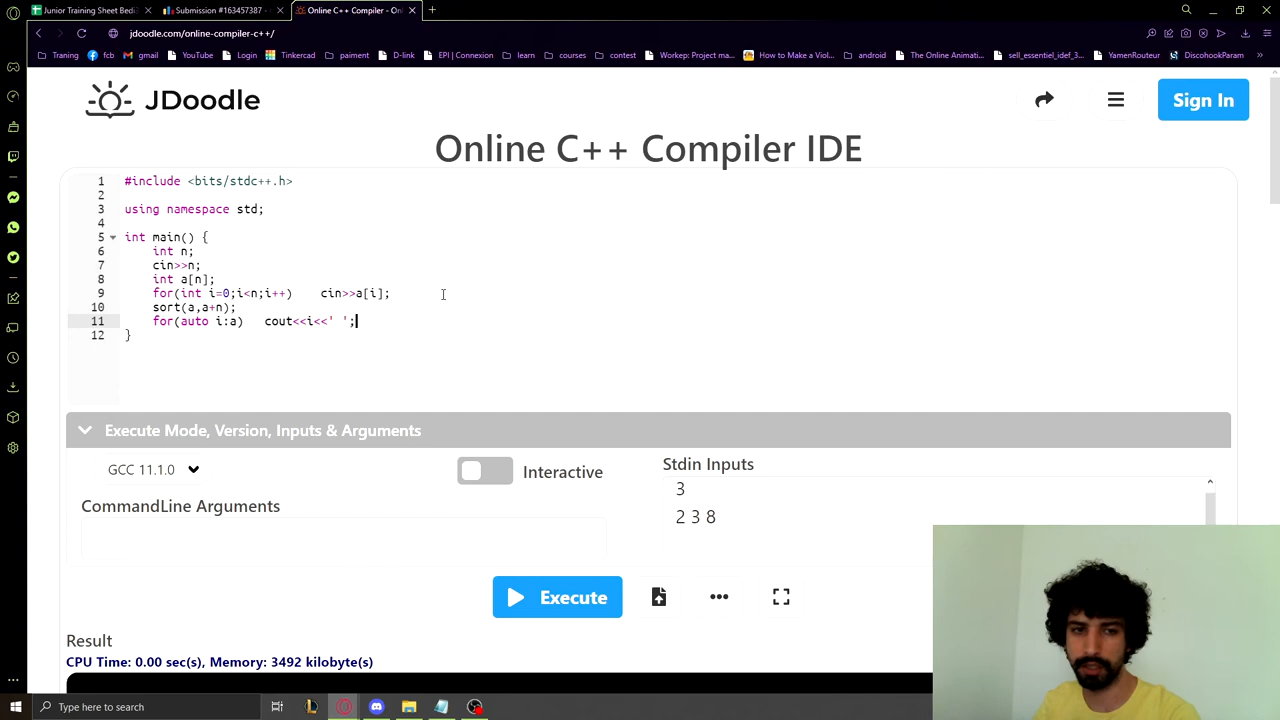 Junior Training Sheet Bedi
Submission #163457387 -
Online C++ Compiler - On
jdoodle.com/online-compiler-c++/
Traning
fcb
gmail
YouTube
Login
Tinkercad
paiment
D-link
EPI | Connexion
learn
courses
contest
Workep: Project ma...
How to Make a Viol...
android
The Online Animati...
sell_essentiel_idef_3...
YamenRouteur
DiscohookParam
JDoodle
Sign In
Online C++ Compiler IDE
1 #include <bits/stdc++.h>
2
3 using namespace std;
4
5 int main() {
6 int n;
7 cin>>n;
8 int a[n];
9 for(int i=0;i<n;i++) cin>>a[i];
10 sort(a,a+n);
11 for(auto i:a) cout<<i<<' ';
12 }
Execute Mode, Version, Inputs & Arguments
GCC 11.1.0
Interactive
Stdin Inputs
3
2 3 8
CommandLine Arguments
Execute
Result
CPU Time: 0.00 sec(s), Memory: 3492 kilobyte(s)
Type here to search